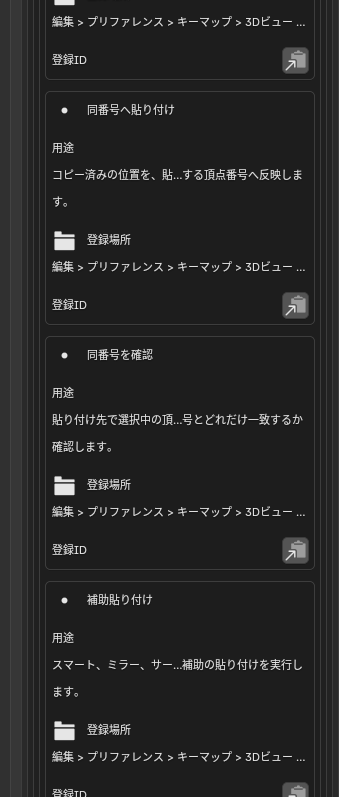 編集 > プリファレンス > キーマップ > 3Dビュー ...
登録ID
同番号へ貼り付け
用途
コピー済みの位置を、貼...する頂点番号へ反映しま
す。
登録場所
編集 > プリファレンス > キーマップ > 3Dビュー ...
登録ID
同番号を確認
用途
貼り付け先で選択中の頂...号とどれだけ一致するか
確認します。
登録場所
編集 > プリファレンス > キーマップ > 3Dビュー ...
登録ID
補助貼り付け
用途
スマート、ミラー、サー...補助の貼り付けを実行し
ます。
登録場所
編集 > プリファレンス > キーマップ > 3Dビュー ...
登録ID